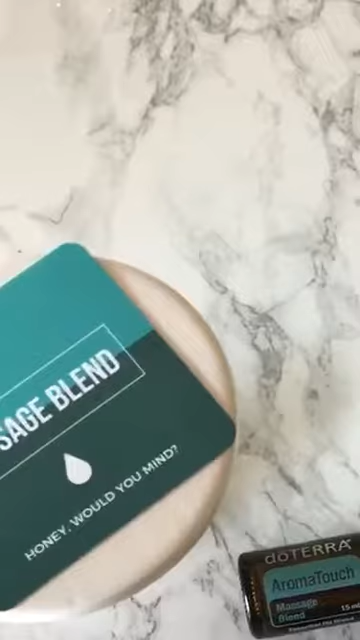 SAGE BLEND
HONEY, WOULD YOU MIND?
dōTERRA
AromaTouch
Massage
Blend
15 mL